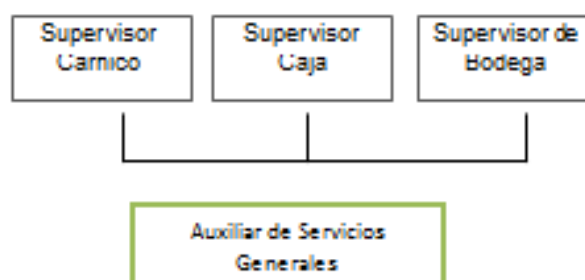 Supervisor
Carnico
Supervisor
Caja
Supervisor de
Bodega
Auxiliar de Servicios
Generales